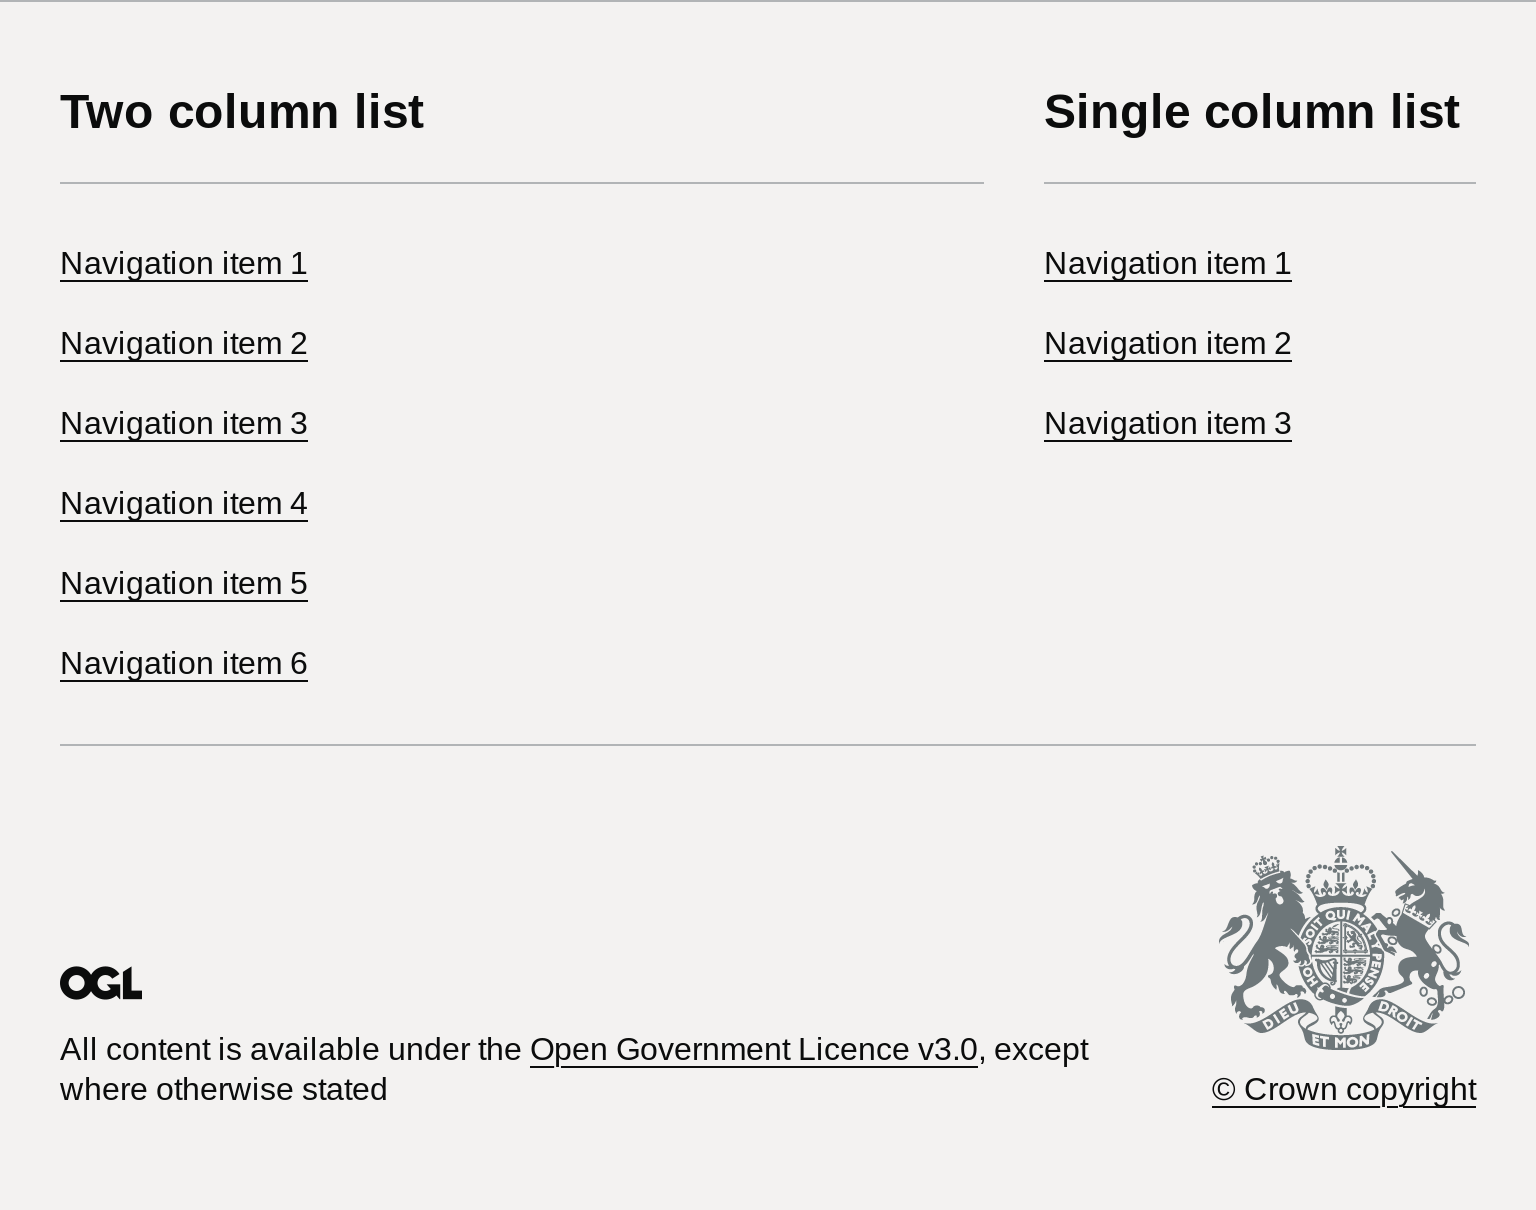 Two column list
Navigation item 1
Navigation item 2
Navigation item 3
Navigation item 4
Navigation item 5
Navigation item 6
Single column list
Navigation item 1
Navigation item 2
Navigation item 3
OGL
All content is available under the Open Government Licence v3.0, except
where otherwise stated
SOIT QUI MAL PENSE HON
DIEU ET MON DROIT
© Crown copyright